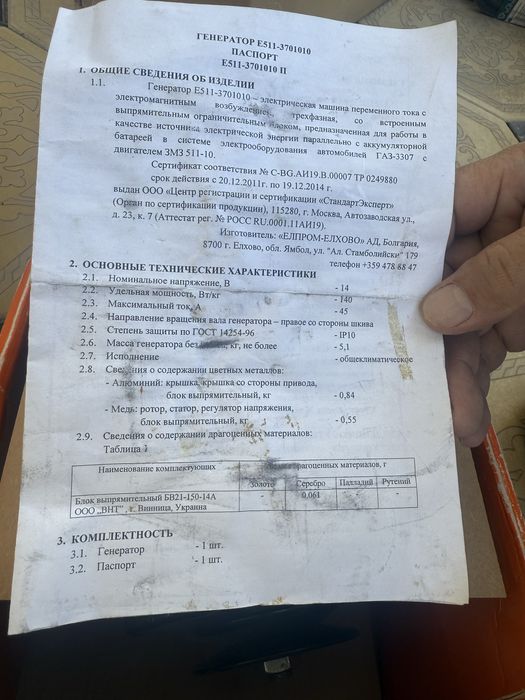 ГЕНЕРАТОР Е511-3701010
ПАСПОРТ
Е511-3701010 П
1. ОБЩИЕ СВЕДЕНИЯ ОБ ИЗДЕЛИИ
1.1. Генератор Е511-3701010 – электрическая машина переменного тока с
электромагнитным возбуждением, трехфазная, со встроенным
выпрямительным ограничительным блоком, предназначенная для работы в
качестве источника электрической энергии параллельно с аккумуляторной
батареей в системе электрооборудования автомобилей ГАЗ-3307 с
двигателем ЗМЗ 511-10.
Сертификат соответствия № C-BG.АИ19.В.00007 ТР 0249880
срок действия с 20.12.2011г. по 19.12.2014 г.
выдан ООО «Центр регистрации и сертификации «СтандартЭксперт»
(Орган по сертификации продукции), 115280, г. Москва, Автозаводская ул.,
д. 23, к. 7 (Аттестат рег. № РОСС RU.0001.11АИ19).
Изготовитель: «ЕЛПРОМ-ЕЛХОВО» АД, Болгария,
8700 г. Елхово, обл. Ямбол, ул. "Ал. Стамболийски" 179
телефон +359 478 88 47
2. ОСНОВНЫЕ ТЕХНИЧЕСКИЕ ХАРАКТЕРИСТИКИ
2.1. Номинальное напряжение, В - 14
2.2. Удельная мощность, Вт/кг - 140
2.3. Максимальный ток, А - 45
2.4. Направление вращения вала генератора – правое со стороны шкива
2.5. Степень защиты по ГОСТ 14254-96 - IP10
2.6. Масса генератора без кг, не более - 5,1
2.7. Исполнение - общеклиматическое
2.8. Сведения о содержании цветных металлов:
- Алюминий: крышка, крышка со стороны привода,
блок выпрямительный, кг - 0,84
- Медь: ротор, статор, регулятор напряжения,
блок выпрямительный, кг - 0,55
2.9. Сведения о содержании драгоценных материалов:
Таблица 1
Наименование комплектующих драгоценных материалов, г
Золото Серебро Палладий Рутений
Блок выпрямительный БВ21-150-14А - 0,061 - -
ООО „ВНТ" , г. Винница, Украина
3. КОМПЛЕКТНОСТЬ
3.1. Генератор - 1 шт.
3.2. Паспорт - 1 шт.